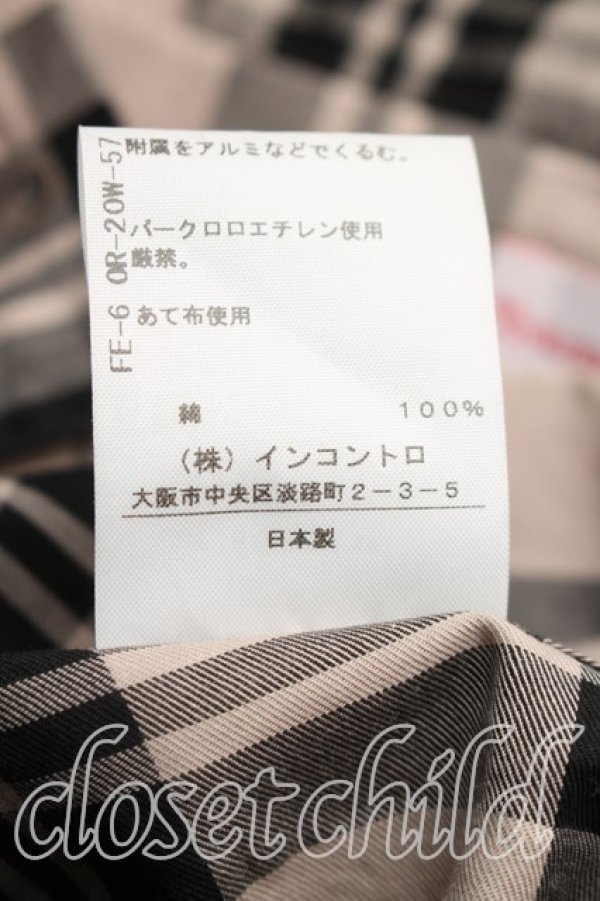 附属をアルミなどでくるむ。
パークロロエチレン使用
厳禁。
あて布使用
FE-6 OR-20W-57
綿 100%
(株)インコントロ
大阪市中央区淡路町2-3-5
日本製
closet child